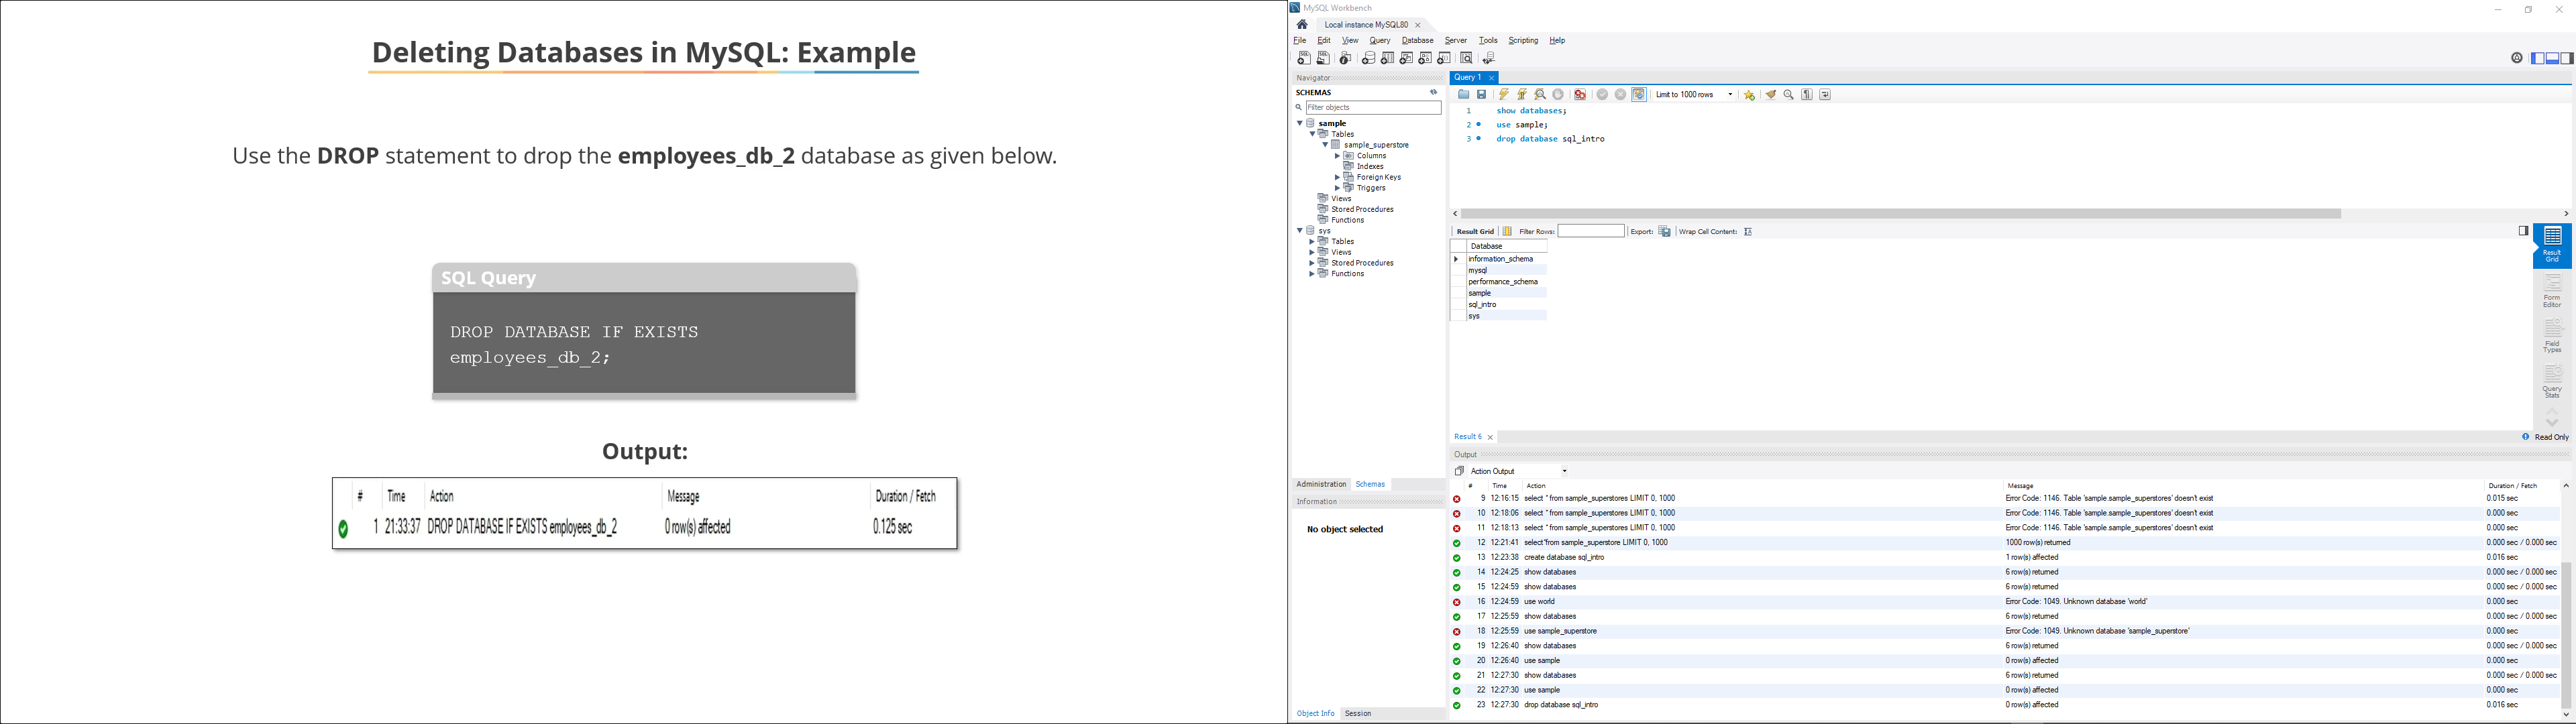 Deleting Databases in MySQL: Example
Use the DROP statement to drop the employees_db_2 database as given below.
SQL Query
DROP DATABASE IF EXISTS
employees_db_2;
Output:
# Time Action Message Duration / Fetch
1 21:33:37 DROP DATABASE IF EXISTS employees_db_2 0 row(s) affected 0.125 sec
MySQL Workbench
Local instance MySQL80
File Edit View Query Database Server Tools Scripting Help
Navigator
SCHEMAS
Filter objects
sample
Tables
sample_superstore
Columns
Indexes
Foreign Keys
Triggers
Views
Stored Procedures
Functions
sys
Tables
Views
Stored Procedures
Functions
Administration Schemas
Information
No object selected
Object Info Session
Query 1
Limit to 1000 rows
1 show databases;
2 use sample;
3 drop database sql_intro
Result Grid Filter Rows: Export: Wrap Cell Content:
Database
information_schema
mysql
performance_schema
sample
sql_intro
sys
Result
Grid
Form
Editor
Field
Types
Query
Stats
Result 6 Read Only
Output
Action Output
# Time Action Message Duration / Fetch
9 12:16:15 select * from sample_superstores LIMIT 0, 1000 Error Code: 1146. Table 'sample.sample_superstores' doesn't exist 0.015 sec
10 12:18:06 select * from sample_superstores LIMIT 0, 1000 Error Code: 1146. Table 'sample.sample_superstores' doesn't exist 0.000 sec
11 12:18:13 select * from sample_superstores LIMIT 0, 1000 Error Code: 1146. Table 'sample.sample_superstores' doesn't exist 0.000 sec
12 12:21:41 select*from sample_superstore LIMIT 0, 1000 1000 row(s) returned 0.000 sec / 0.000 sec
13 12:23:38 create database sql_intro 1 row(s) affected 0.016 sec
14 12:24:25 show databases 6 row(s) returned 0.000 sec / 0.000 sec
15 12:24:59 show databases 6 row(s) returned 0.000 sec / 0.000 sec
16 12:24:59 use world Error Code: 1049. Unknown database 'world' 0.000 sec
17 12:25:59 show databases 6 row(s) returned 0.000 sec / 0.000 sec
18 12:25:59 use sample_superstore Error Code: 1049. Unknown database 'sample_superstore' 0.000 sec
19 12:26:40 show databases 6 row(s) returned 0.000 sec / 0.000 sec
20 12:26:40 use sample 0 row(s) affected 0.000 sec
21 12:27:30 show databases 6 row(s) returned 0.000 sec / 0.000 sec
22 12:27:30 use sample 0 row(s) affected 0.000 sec
23 12:27:30 drop database sql_intro 0 row(s) affected 0.016 sec